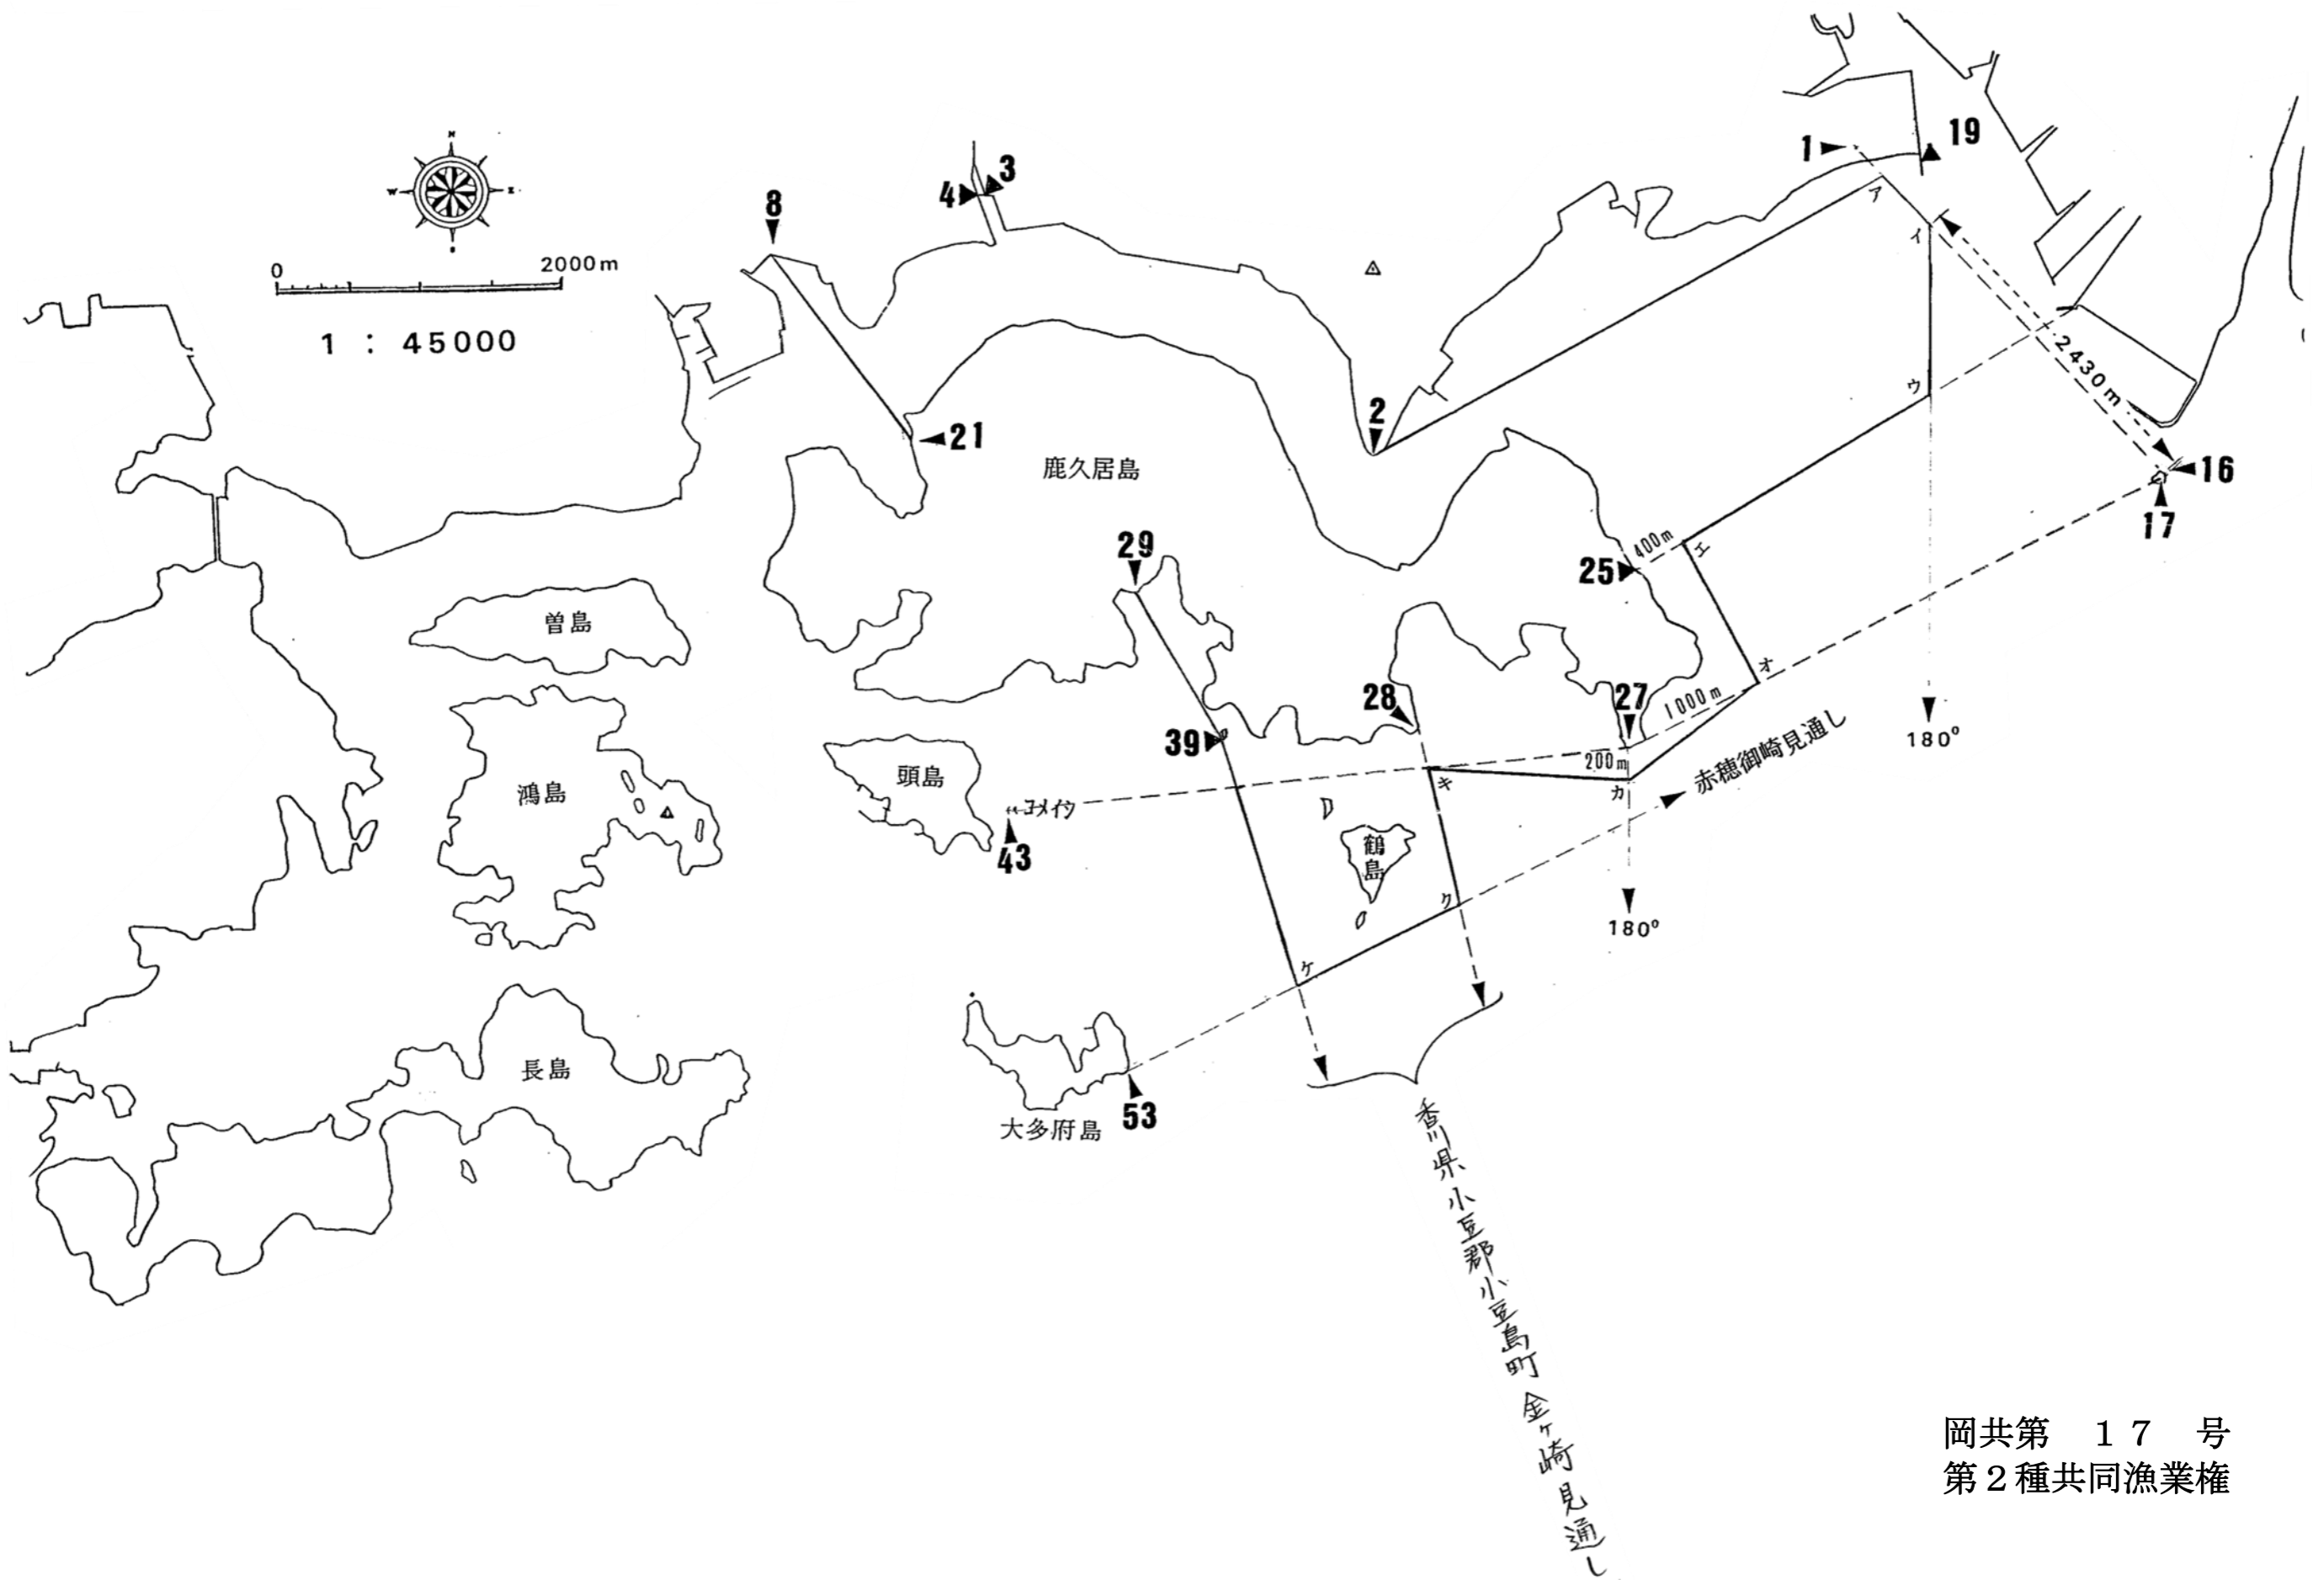 N
W
E
S
0
2000m
1 : 45000
8
4
3
1
19
ア
イ
2430m
2
ウ
21
16
17
鹿久居島
29
400m
エ
25
曽島
オ
28
27
1000m
39
180°
頭島
200m
鴻島
キ
カ
赤穂御崎見通し
コメイワ
43
鶴島
ク
180°
ケ
長島
53
大多府島
香川県小豆郡小豆島町 金ヶ崎見通し
岡共第 17 号
第2種共同漁業権